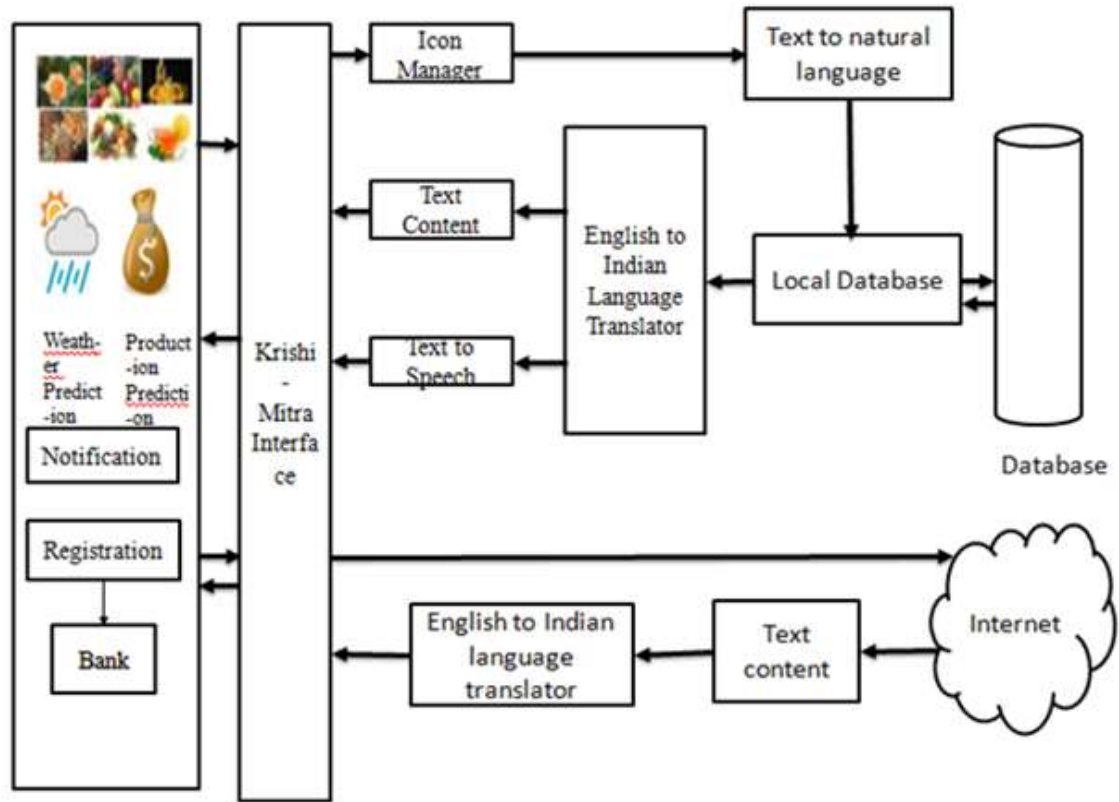 Icon
Manager
Text to natural
language
Text
Content
English to
Indian
Language
Translator
Local Database
Text to
Speech
Krishi
-
Mitra
Interfa
ce
$
Weath-
er
Predict
-ion
Product
-ion
Predicti
-on
Notification
Database
Registration
Bank
English to Indian
language
translator
Text
content
Internet